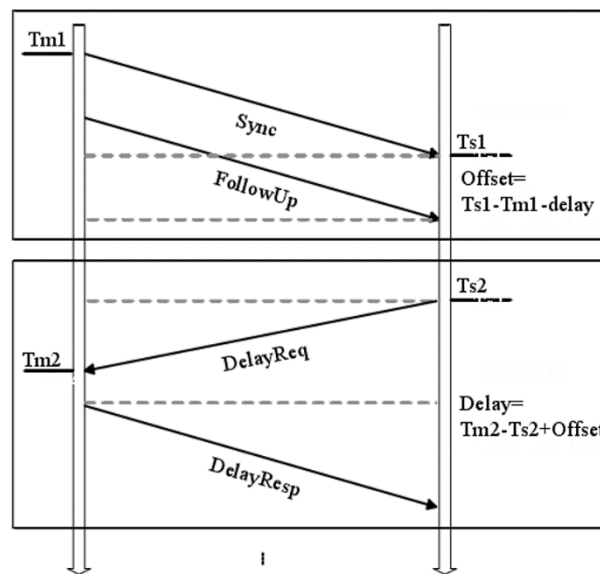 Tm1
Sync
Ts1
FollowUp
Offset=
Ts1-Tm1-delay
Ts2
DelayReq
Tm2
Delay=
Tm2-Ts2+Offset
DelayResp